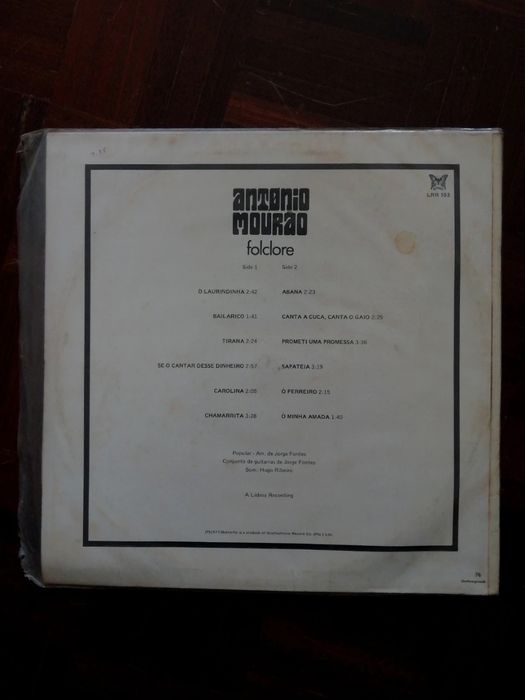 LRR 102
antónio
mourão
folclore
Side 1
Ó LAURINDINHA 2:42
BAILARICO 1:41
TIRANA 2:24
SE O CANTAR DESSE DINHEIRO 2:57
CAROLINA 2:05
CHAMARRITA 3:28
Side 2
ABANA 2:23
CANTA A CUCA, CANTA O GAIO 2:25
PROMETI UMA PROMESSA 3:36
SAPATEIA 3:19
Ó FERREIRO 2:15
Ó MINHA AMADA 1:40
Popular - Arr. de Jorge Fontes
Conjunto de guitarras de Jorge Fontes
Som: Hugo Ribeiro
A Lisboa Recording